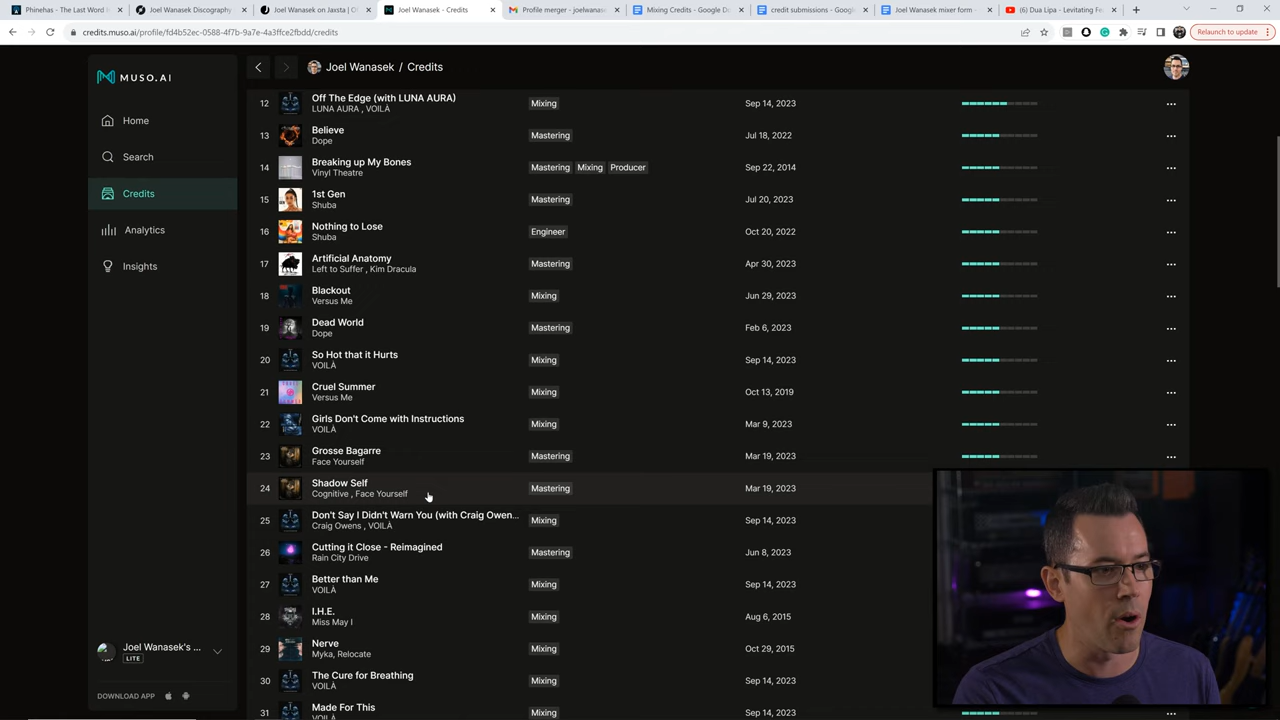 Phinehas - The Last Word
Joel Wanasek Discography
Joel Wanasek on Jaxsta | O
Joel Wanasek - Credits
Profile merger - joelwanase
Mixing Credits - Google Do
credit submissions - Google
Joel Wanasek mixer form -
(6) Dua Lipa - Levitating Fe
credits.muso.ai/profile/fd4b52ec-0588-4f7b-9a7e-4a3ffce2fbdd/credits
Relaunch to update
MUSO.AI
Joel Wanasek / Credits
Home
Search
Credits
Analytics
Insights
12 Off The Edge (with LUNA AURA) Mixing Sep 14, 2023
LUNA AURA , VOILÀ
13 Believe Mastering Jul 18, 2022
Dope
14 Breaking up My Bones Mastering Mixing Producer Sep 22, 2014
Vinyl Theatre
15 1st Gen Mastering Jul 20, 2023
Shuba
16 Nothing to Lose Engineer Oct 20, 2022
Shuba
17 Artificial Anatomy Mastering Apr 30, 2023
Left to Suffer , Kim Dracula
18 Blackout Mixing Jun 29, 2023
Versus Me
19 Dead World Mastering Feb 6, 2023
Dope
20 So Hot that it Hurts Mixing Sep 14, 2023
VOILÀ
21 Cruel Summer Mixing Oct 13, 2019
Versus Me
22 Girls Don't Come with Instructions Mixing Mar 9, 2023
VOILÀ
23 Grosse Bagarre Mastering Mar 19, 2023
Face Yourself
24 Shadow Self Mastering Mar 19, 2023
Cognitive , Face Yourself
25 Don't Say I Didn't Warn You (with Craig Owen... Mixing Sep 14, 2023
Craig Owens , VOILÀ
26 Cutting it Close - Reimagined Mastering Jun 8, 2023
Rain City Drive
27 Better than Me Mixing Sep 14, 2023
VOILÀ
28 I.H.E. Mixing Aug 6, 2015
Miss May I
29 Nerve Mixing Oct 29, 2015
Myka, Relocate
30 The Cure for Breathing Mixing Sep 14, 2023
VOILÀ
31 Made For This Mixing Sep 14, 2023
VOILÀ
Joel Wanasek's ...
LITE
DOWNLOAD APP